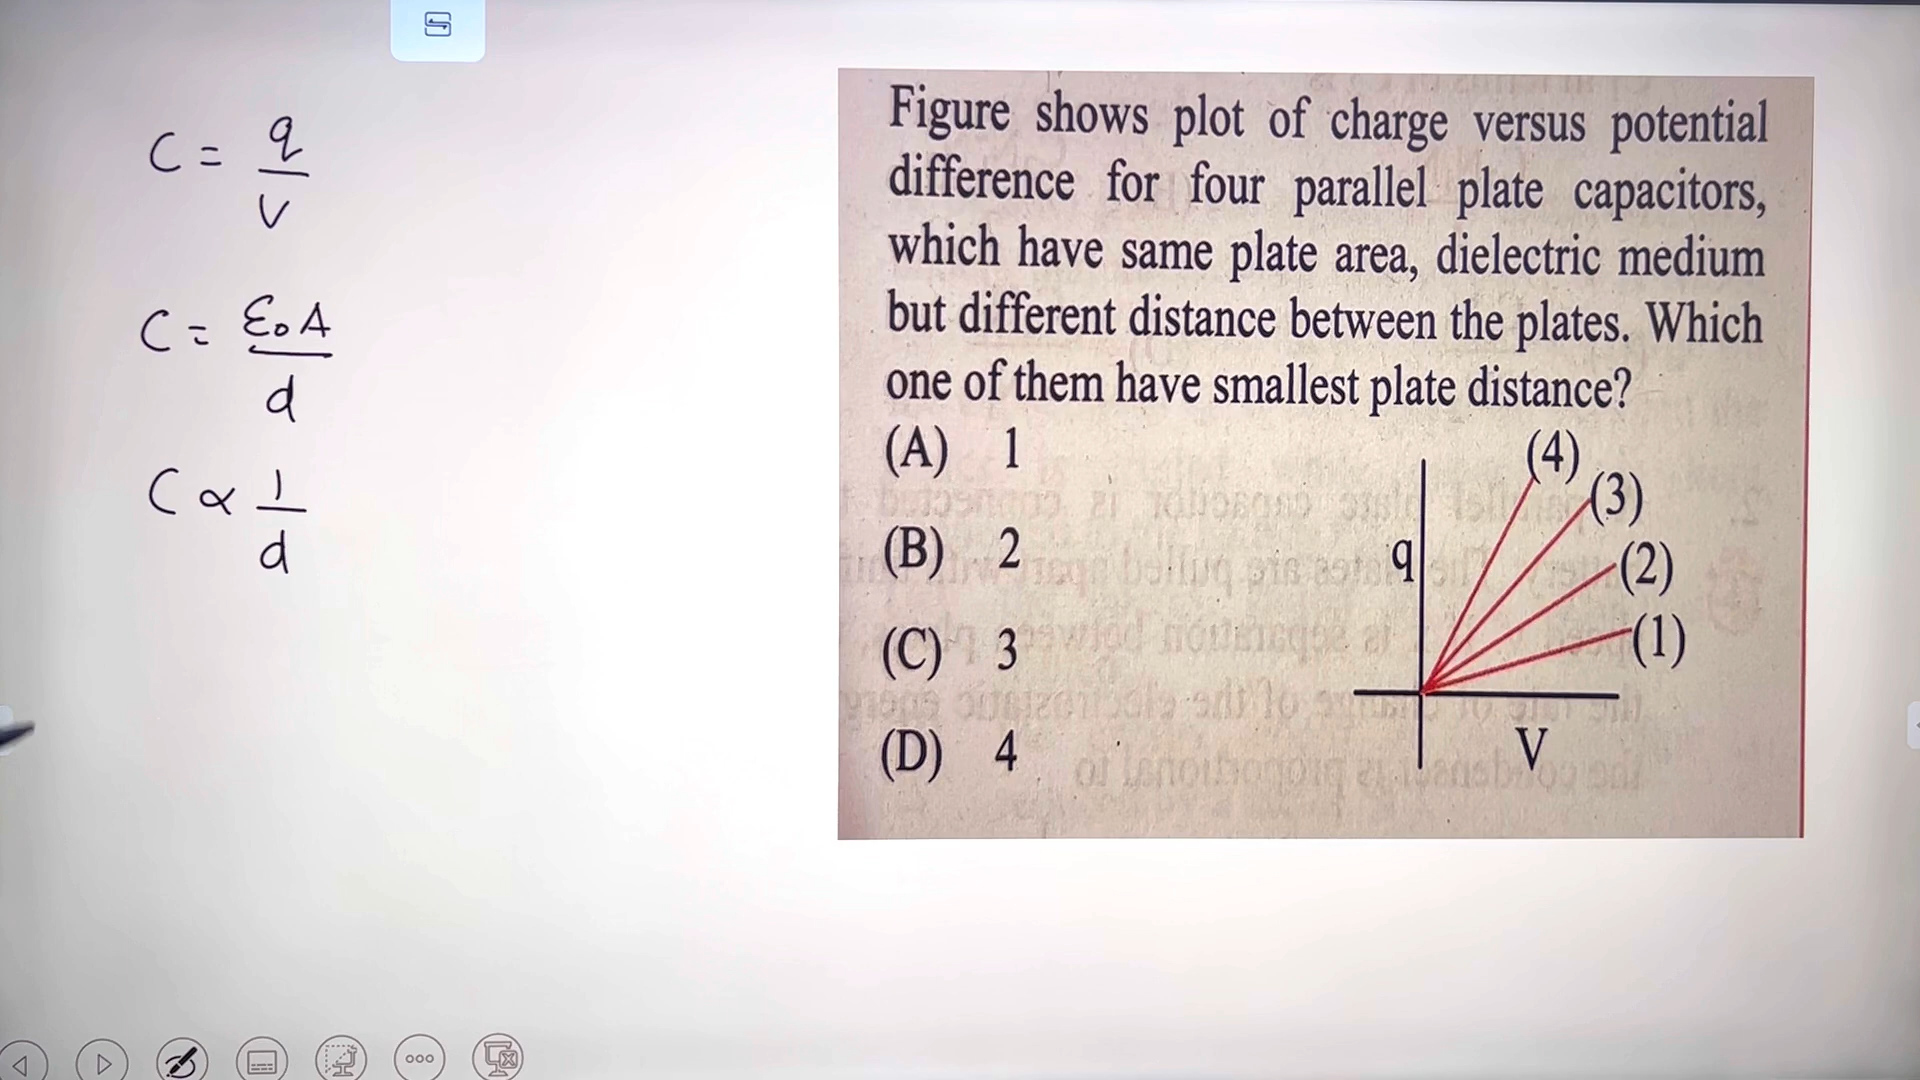 C = q/V
C = ε₀A/d
C ∝ 1/d
Figure shows plot of charge versus potential
difference for four parallel plate capacitors,
which have same plate area, dielectric medium
but different distance between the plates. Which
one of them have smallest plate distance?
(A) 1
(B) 2
(C) 3
(D) 4
(4)
(3)
(2)
(1)
q
V